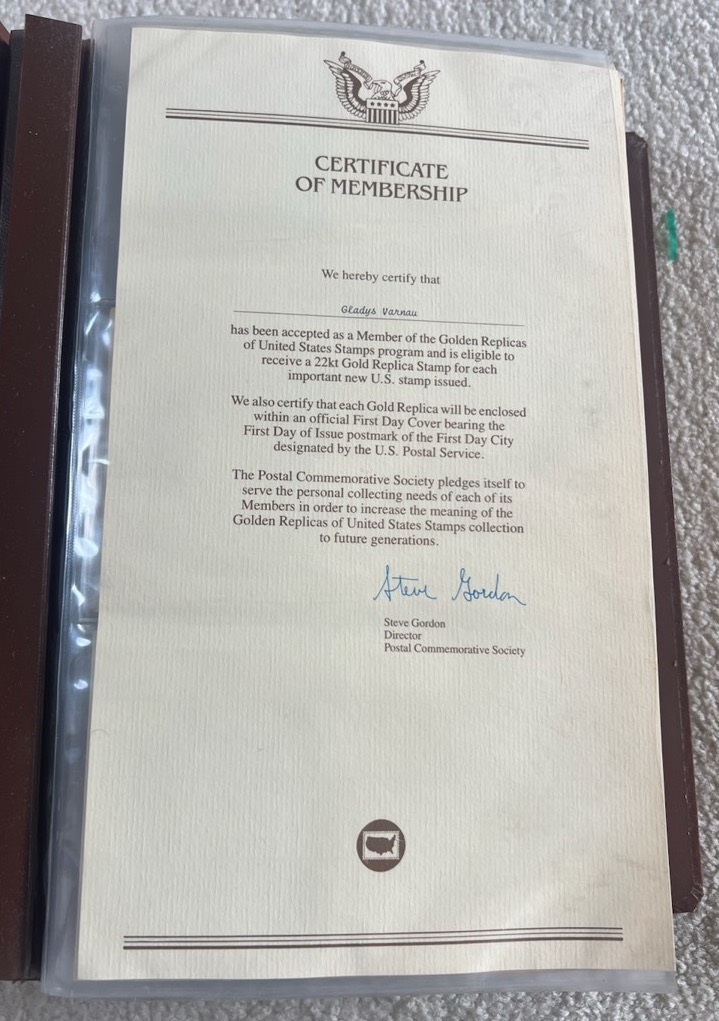 CERTIFICATE
OF MEMBERSHIP
We hereby certify that
Gladys Varnau
has been accepted as a Member of the Golden Replicas
of United States Stamps program and is eligible to
receive a 22kt Gold Replica Stamp for each
important new U.S. stamp issued.
We also certify that each Gold Replica will be enclosed
within an official First Day Cover bearing the
First Day of Issue postmark of the First Day City
designated by the U.S. Postal Service.
The Postal Commemorative Society pledges itself to
serve the personal collecting needs of each of its
Members in order to increase the meaning of the
Golden Replicas of United States Stamps collection
to future generations.
Steve Gordon
Steve Gordon
Director
Postal Commemorative Society